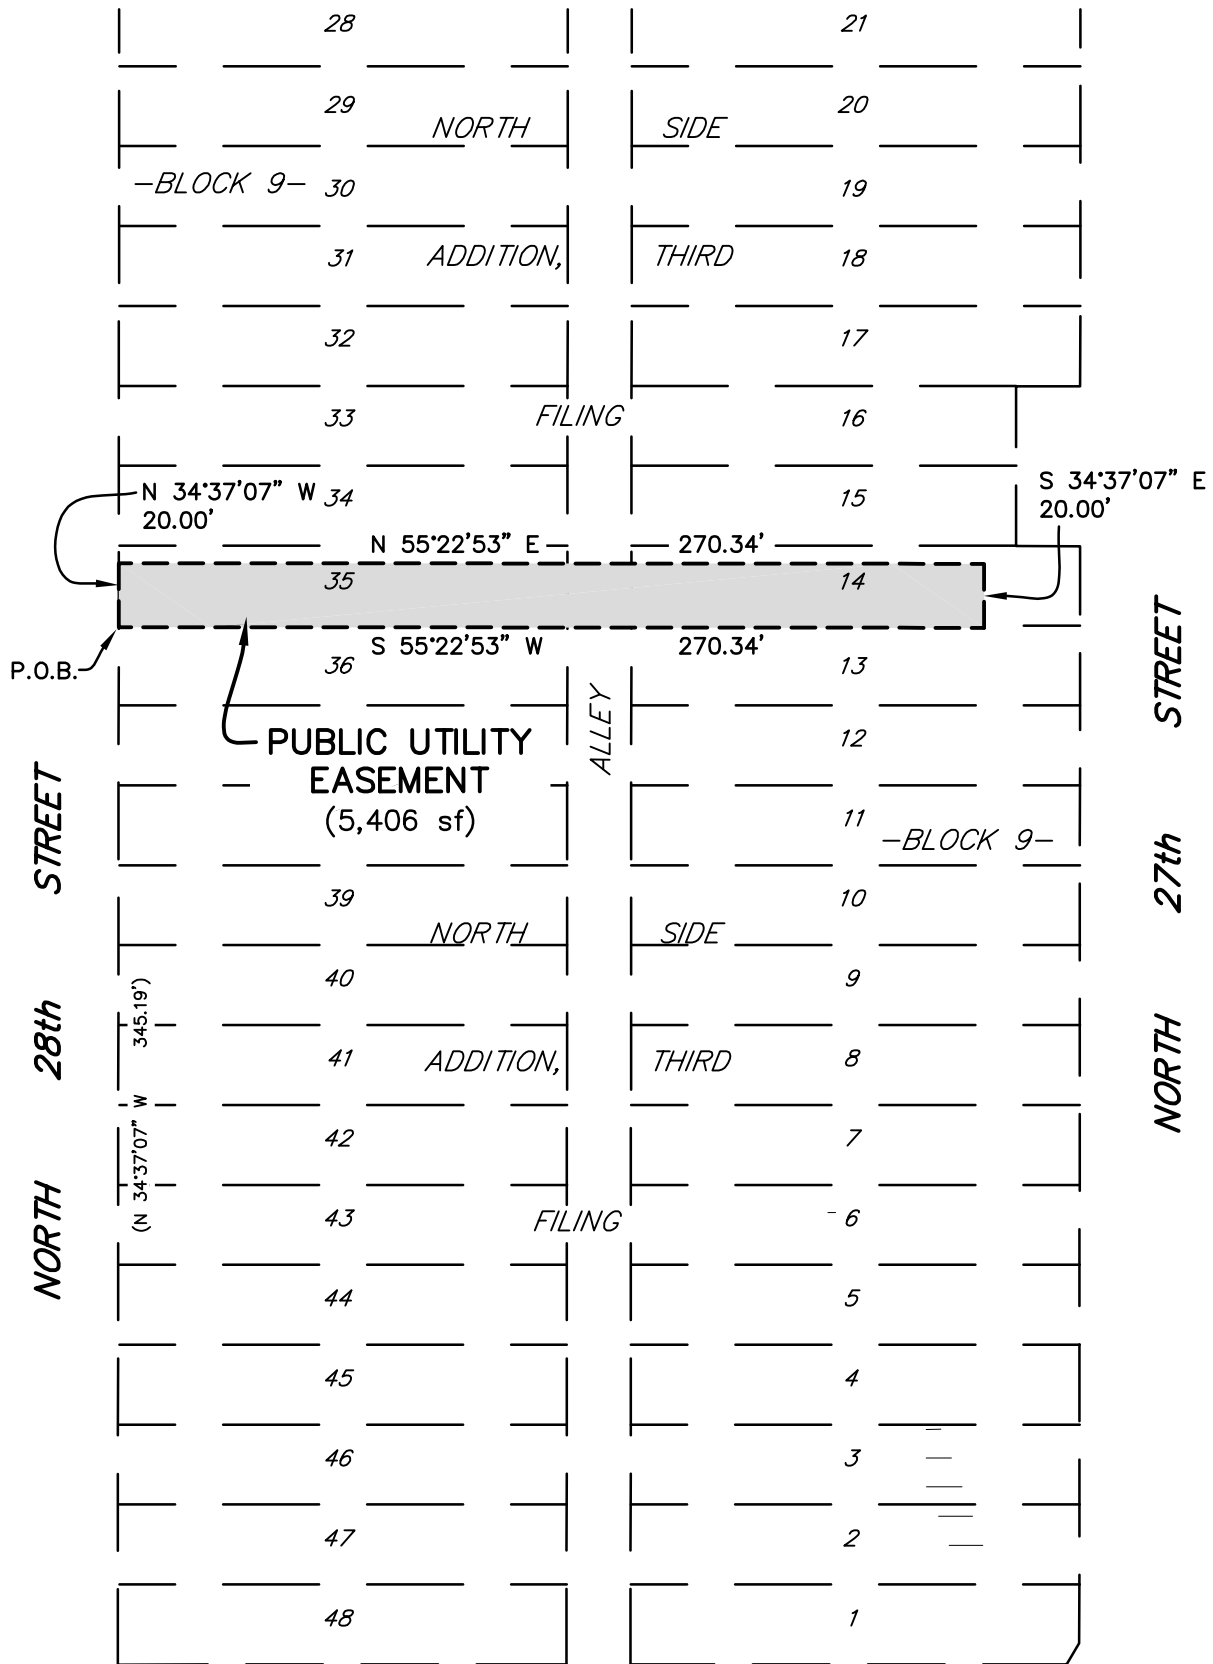 28
21
29
20
NORTH SIDE
-BLOCK 9-
30
19
31
ADDITION, THIRD
18
32
17
33
FILING
16
N 34°37'07" W
20.00'
34
15
S 34°37'07" E
20.00'
N 55°22'53" E 270.34'
35
14
S 55°22'53" W 270.34'
P.O.B.
36
13
PUBLIC UTILITY
EASEMENT
(5,406 sf)
ALLEY
12
11
-BLOCK 9-
39
10
NORTH SIDE
40
9
41
ADDITION, THIRD
8
42
7
43
FILING
6
44
5
45
4
46
3
47
2
48
1
(N 34°37'07" W 345.19')
NORTH 28th STREET
NORTH 27th STREET